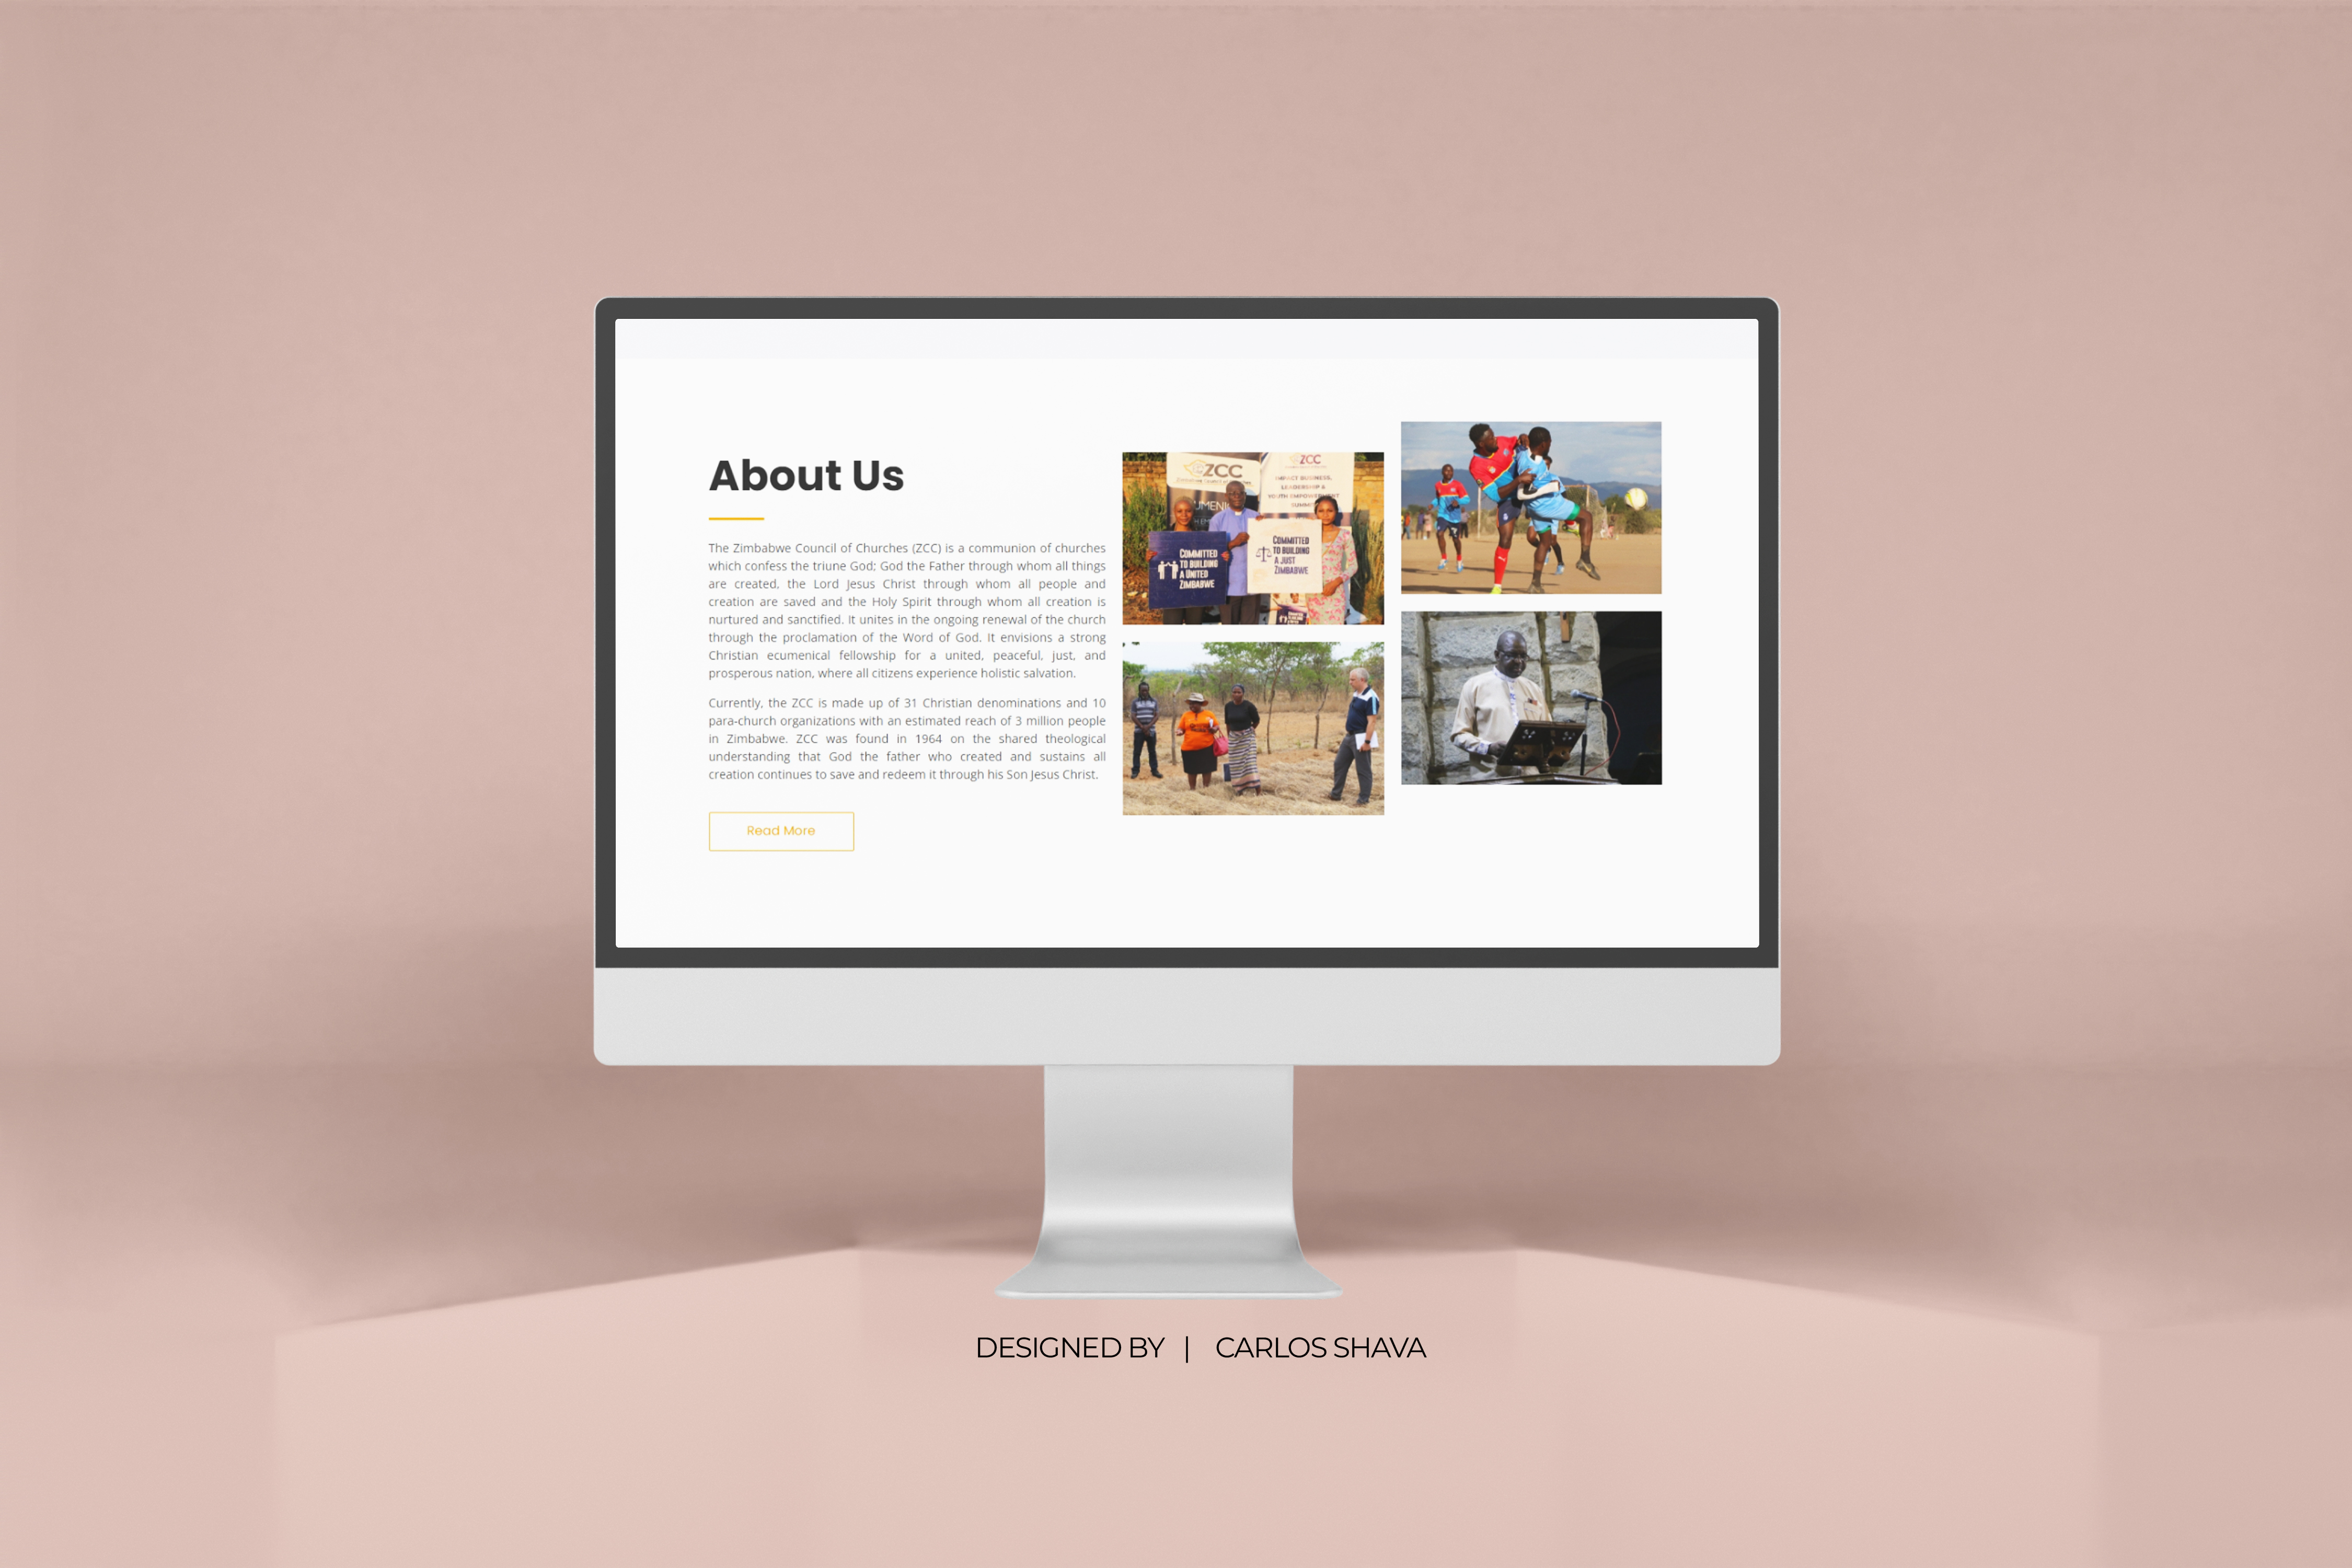 About Us
The Zimbabwe Council of Churches (ZCC) is a communion of churches
which confess the triune God; God the Father through whom all things
are created, the Lord Jesus Christ through whom all people and
creation are saved and the Holy Spirit through whom all creation is
nurtured and sanctified. It unites in the ongoing renewal of the church
through the proclamation of the Word of God. It envisions a strong
Christian ecumenical fellowship for a united, peaceful, just, and
prosperous nation, where all citizens experience holistic salvation.
Currently, the ZCC is made up of 31 Christian denominations and 10
para-church organizations with an estimated reach of 3 million people
in Zimbabwe. ZCC was found in 1964 on the shared theological
understanding that God the father who created and sustains all
creation continues to save and redeem it through his Son Jesus Christ.
Read More
ZCC
ZCC
IMPACT BUSINESS,
LEADERSHIP &
YOUTH EMPOWERMENT
SUMMIT
COMMITTED
TO BUILDING
A UNITED
ZIMBABWE
COMMITTED
TO BUILDING
A JUST
ZIMBABWE
DESIGNED BY | CARLOS SHAVA